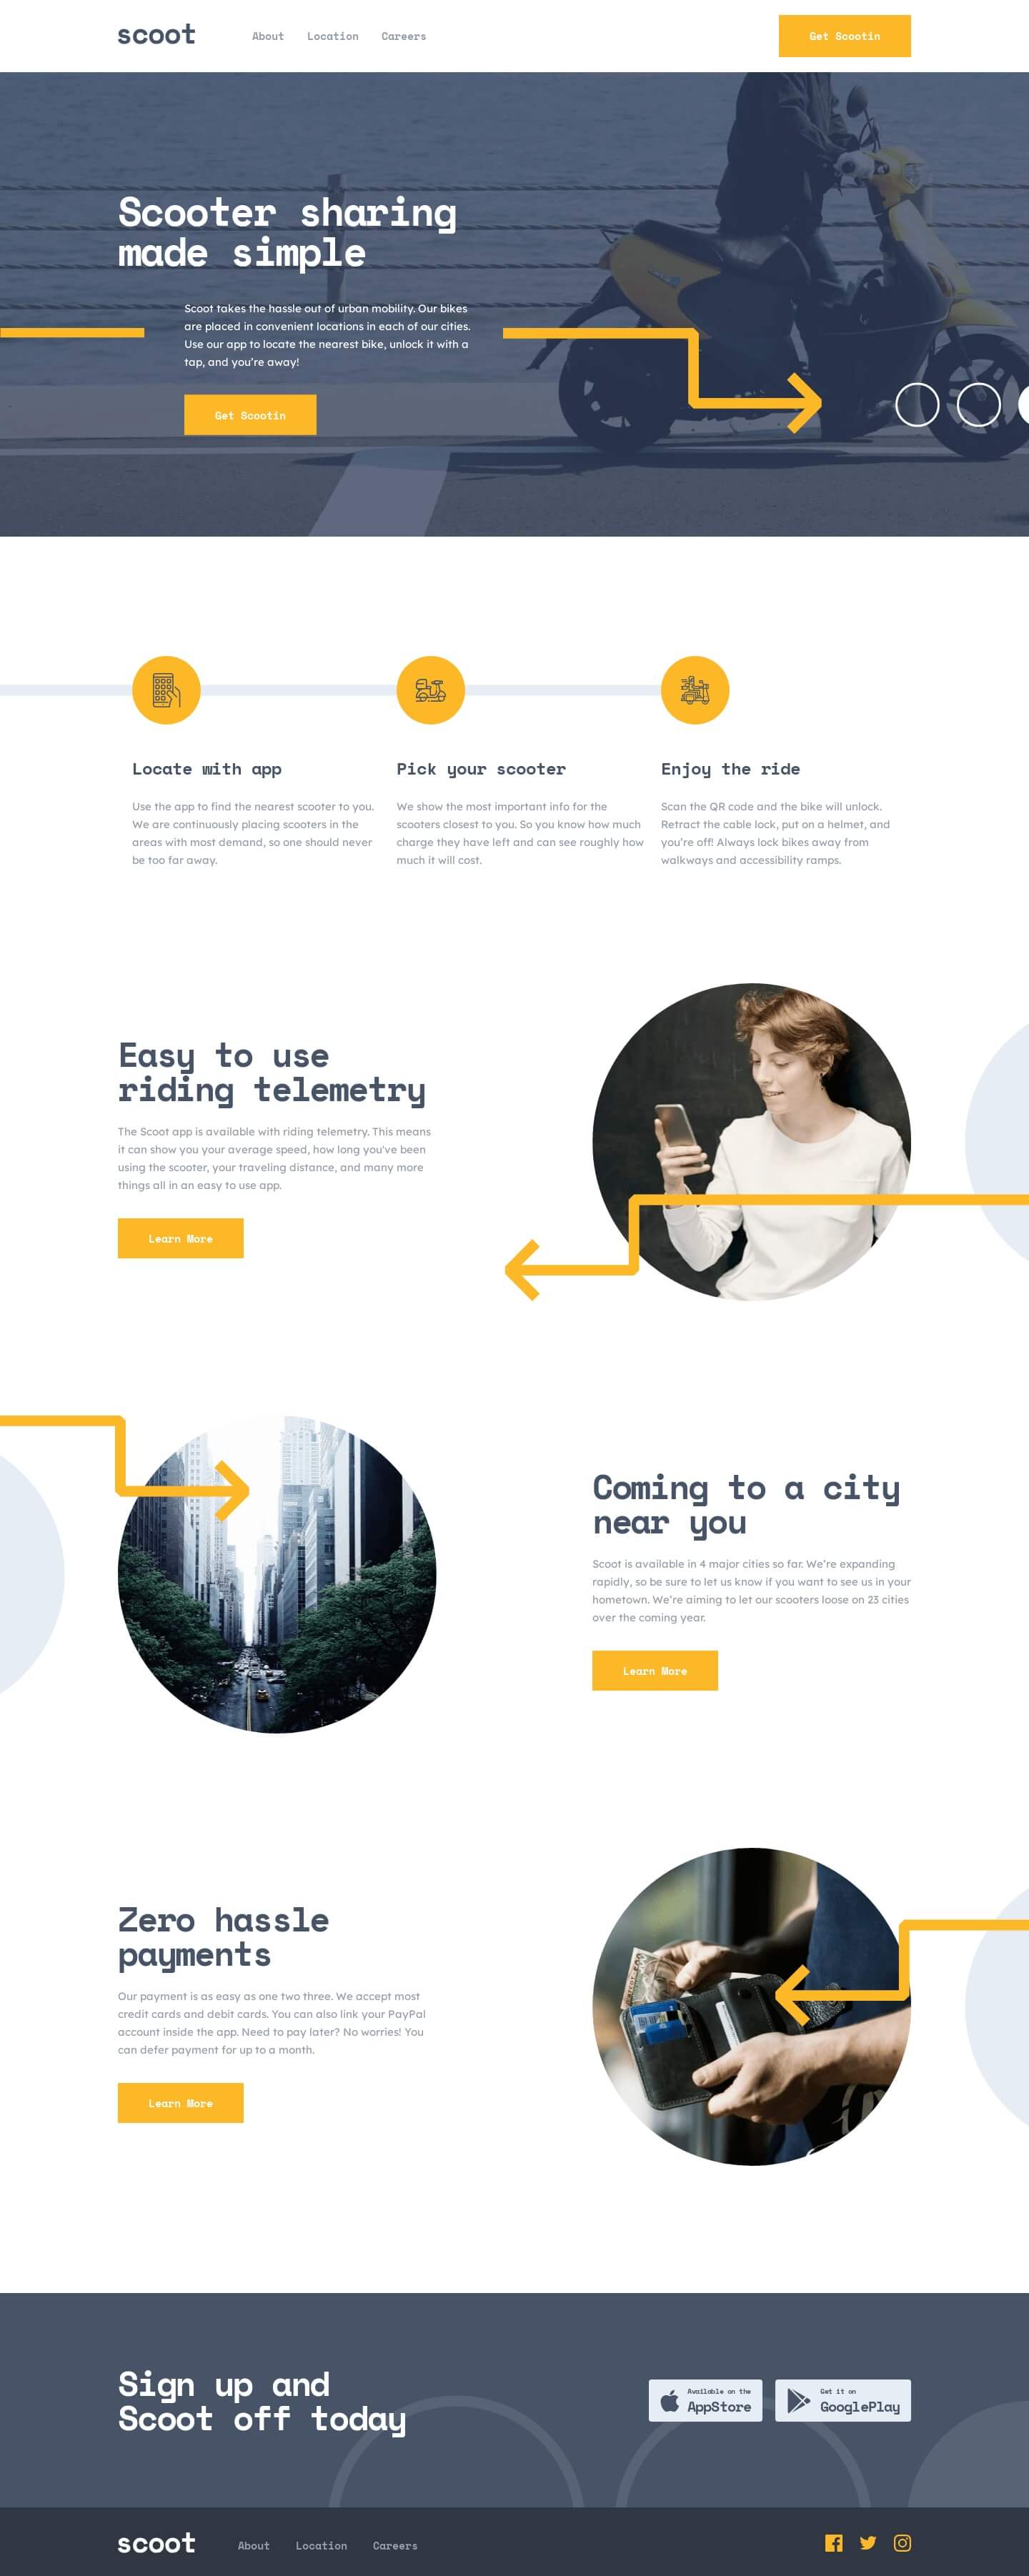 scoot
About
Location
Careers
Get Scootin
Scooter sharing
made simple
Scoot takes the hassle out of urban mobility. Our bikes
are placed in convenient locations in each of our cities.
Use our app to locate the nearest bike, unlock it with a
tap, and you’re away!
Get Scootin
Locate with app
Use the app to find the nearest scooter to you.
We are continuously placing scooters in the
areas with most demand, so one should never
be too far away.
Pick your scooter
We show the most important info for the
scooters closest to you. So you know how much
charge they have left and can see roughly how
much it will cost.
Enjoy the ride
Scan the QR code and the bike will unlock.
Retract the cable lock, put on a helmet, and
you’re off! Always lock bikes away from
walkways and accessibility ramps.
Easy to use
riding telemetry
The Scoot app is available with riding telemetry. This means
it can show you your average speed, how long you've been
using the scooter, your traveling distance, and many more
things all in an easy to use app.
Learn More
Coming to a city
near you
Scoot is available in 4 major cities so far. We’re expanding
rapidly, so be sure to let us know if you want to see us in your
hometown. We’re aiming to let our scooters loose on 23 cities
over the coming year.
Learn More
Zero hassle
payments
Our payment is as easy as one two three. We accept most
credit cards and debit cards. You can also link your PayPal
account inside the app. Need to pay later? No worries! You
can defer payment for up to a month.
Learn More
Sign up and
Scoot off today
Available on the
AppStore
Get it on
GooglePlay
scoot
About
Location
Careers